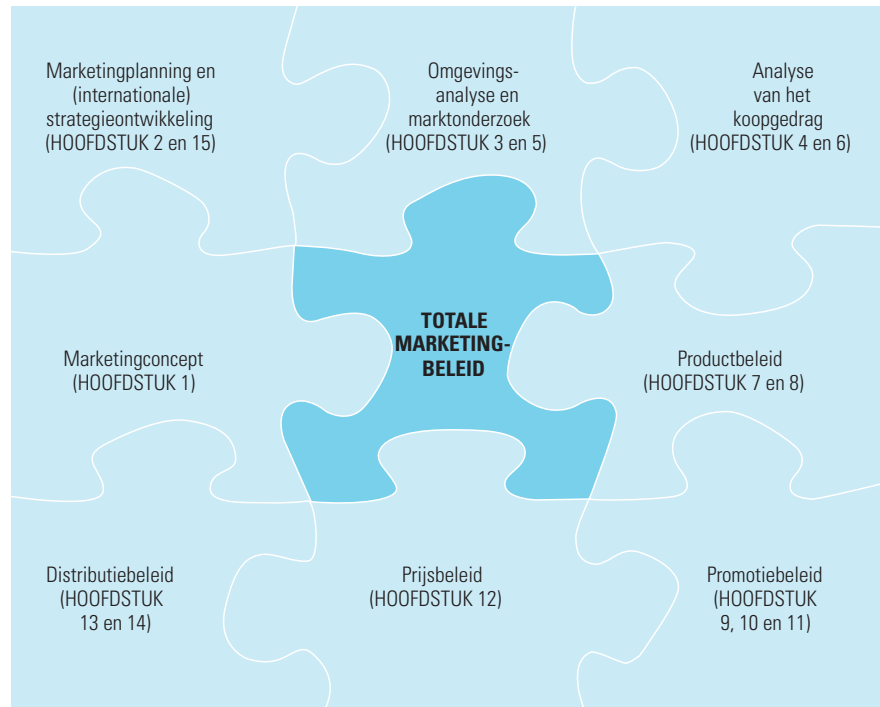 Marketingplanning en
(internationale)
strategieontwikkeling
(HOOFDSTUK 2 en 15)
Omgevings-
analyse en
marktonderzoek
(HOOFDSTUK 3 en 5)
Analyse
van het
koopgedrag
(HOOFDSTUK 4 en 6)
Marketingconcept
(HOOFDSTUK 1)
TOTALE
MARKETING-
BELEID
Productbeleid
(HOOFDSTUK 7 en 8)
Distributiebeleid
(HOOFDSTUK
13 en 14)
Prijsbeleid
(HOOFDSTUK 12)
Promotiebeleid
(HOOFDSTUK
9, 10 en 11)